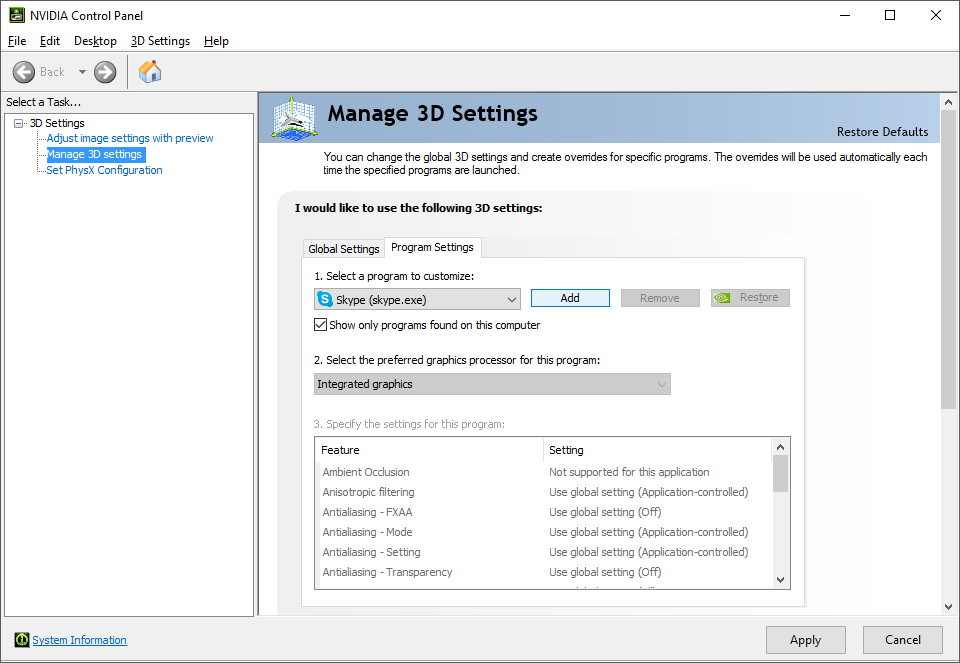 NVIDIA Control Panel
File Edit Desktop 3D Settings Help
Back
Select a Task...
3D Settings
Adjust image settings with preview
Manage 3D settings
Set PhysX Configuration
Manage 3D Settings
Restore Defaults
You can change the global 3D settings and create overrides for specific programs. The overrides will be used automatically each
time the specified programs are launched.
I would like to use the following 3D settings:
Global Settings Program Settings
1. Select a program to customize:
Skype (skype.exe) Add Remove Restore
Show only programs found on this computer
2. Select the preferred graphics processor for this program:
Integrated graphics
3. Specify the settings for this program:
Feature Setting
Ambient Occlusion Not supported for this application
Anisotropic filtering Use global setting (Application-controlled)
Antialiasing - FXAA Use global setting (Off)
Antialiasing - Mode Use global setting (Application-controlled)
Antialiasing - Setting Use global setting (Application-controlled)
Antialiasing - Transparency Use global setting (Off)
System Information
Apply Cancel